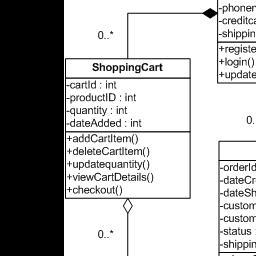 -phonen
-creditca
-shippin
+registe
+login()
+update
0..*
ShoppingCart
-cartId : int
-productID : int
-quantity : int
-dateAdded : int
+addCartItem()
+deleteCartItem()
+updatequantity()
+viewCartDetails()
+checkout()
0..
-orderId
-dateCr
-dateSh
-custom
-custom
-status :
-shippin
0..*